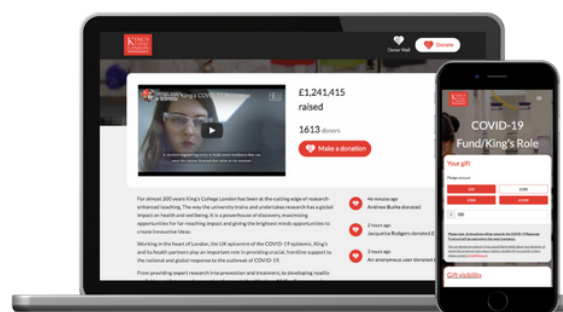 KING'S
College
LONDON
Donor Wall
Donate
King's COVID-19 Response
£1,241,415
raised
1613 donors
Make a donation
For almost 200 years King's College London has been at the cutting edge of research-
enhanced teaching. The way the university trains and undertakes research has a global
impact on health and wellbeing. It is a powerhouse of discovery, maximising
opportunities for far-reaching impact and giving the brightest minds opportunities to
create innovative ideas.
Working in the heart of London, the UK epicentre of the COVID-19 epidemic, King's
and its health partners play an important role in providing crucial, frontline support to
the national and global response to the outbreak of COVID-19.
From providing expert research into prevention and treatment, to developing readily
46 minutes ago
Andrew Burke donated
2 hours ago
Jacquetta Rodgers donated £
3 hours ago
An anonymous user donated
KING'S
LONDON
COVID-19
Fund/King's Role
Your gift
Pledge amount
£
Gift visibility